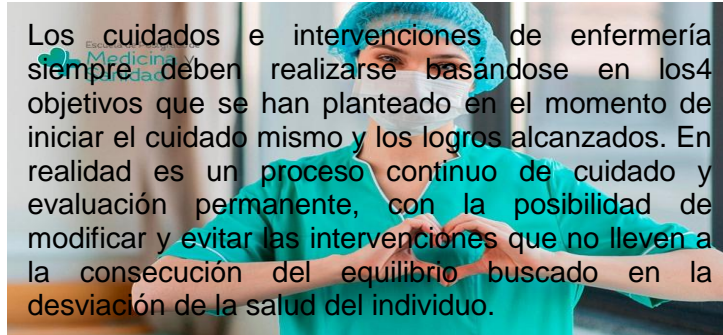 Los cuidados e intervenciones de enfermería
siempre deben realizarse basándose en los4
objetivos que se han planteado en el momento de
iniciar el cuidado mismo y los logros alcanzados. En
realidad es un proceso continuo de cuidado y
evaluación permanente, con la posibilidad de
modificar y evitar las intervenciones que no lleven a
la consecución del equilibrio buscado en la
desviación de la salud del individuo.
Medicina y